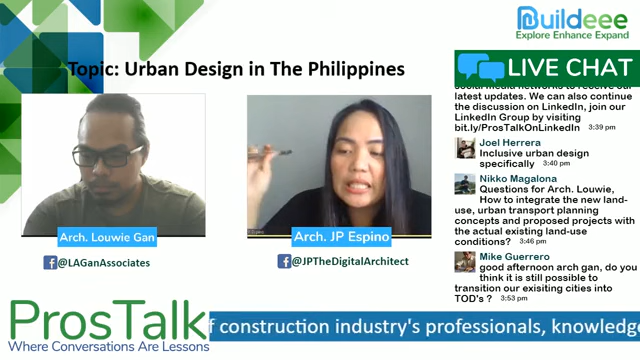 Buildeee
Explore Enhance Expand
Topic: Urban Design in The Philippines
LIVE CHAT
social media networks to receive our
latest updates. We can also continue
the discussion on LinkedIn, join our
LinkedIn Group by visiting
bit.ly/ProsTalkOnLinkedIn 3:39 pm
Joel Herrera
Inclusive urban design
specifically 3:40 pm
Nikko Magalona
Questions for Arch. Louwie,
How to integrate the new land-
use, urban transport planning
concepts and proposed projects with
the actual existing land-use
conditions? 3:46 pm
Mike Guerrero
good afternoon arch gan, do you
think it is still possible to
transition our exisiting cities into
TOD's ? 3:53 pm
Arch. Louwie Gan
@LAGanAssociates
Arch. JP Espino
@JPTheDigitalArchitect
ProsTalk
Where Conversations Are Lessons
f construction industry's professionals, knowledge